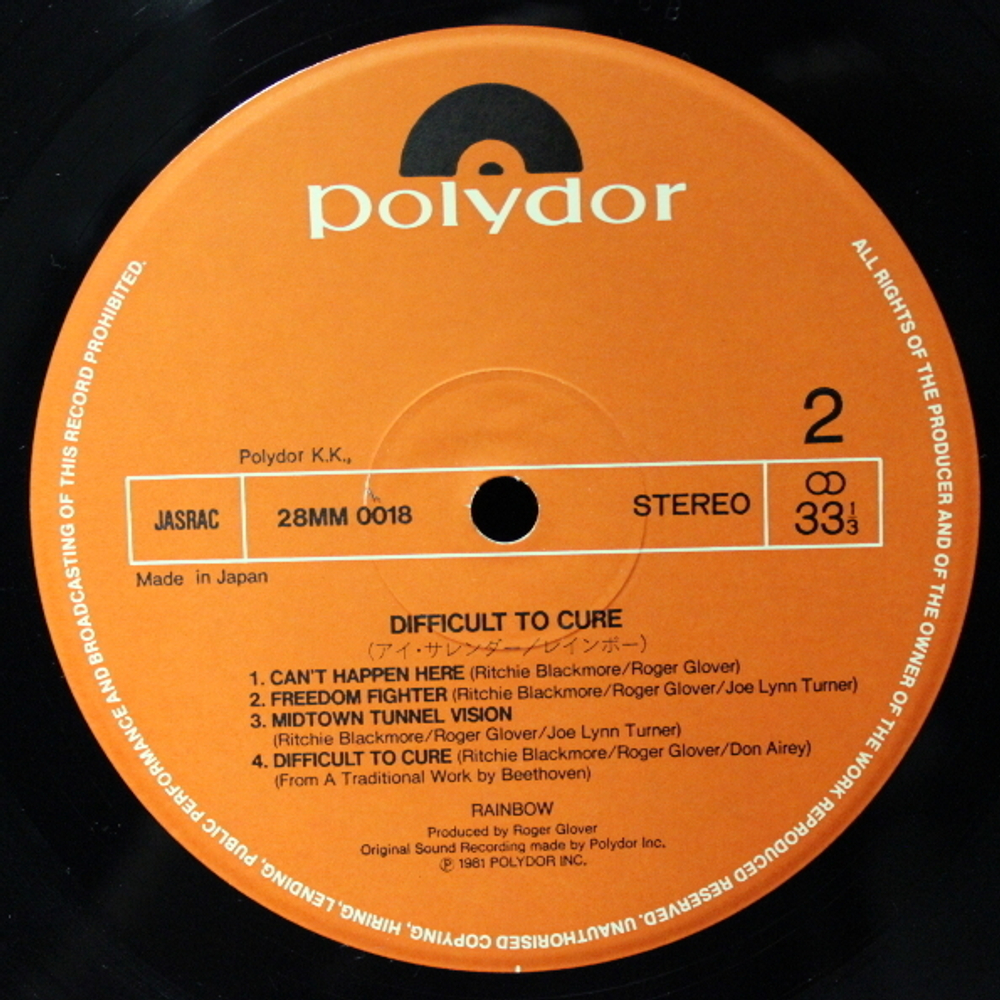 polydor
ALL RIGHTS OF THE PRODUCER AND OF THE OWNER OF THE WORK REPRODUCED RESERVED. UNAUTHORISED COPYING, HIRING, LENDING, PUBLIC PERFORMANCE AND BROADCASTING OF THIS RECORD PROHIBITED.
2
Polydor K.K.,
JASRAC 28MM 0018 STEREO
33 1/3
Made in Japan
DIFFICULT TO CURE
(アイ・サレンダー/レインボー)
1. CAN'T HAPPEN HERE (Ritchie Blackmore/Roger Glover)
2. FREEDOM FIGHTER (Ritchie Blackmore/Roger Glover/Joe Lynn Turner)
3. MIDTOWN TUNNEL VISION
(Ritchie Blackmore/Roger Glover/Joe Lynn Turner)
4. DIFFICULT TO CURE (Ritchie Blackmore/Roger Glover/Don Airey)
(From A Traditional Work by Beethoven)
RAINBOW
Produced by Roger Glover
Original Sound Recording made by Polydor Inc.
℗ 1981 POLYDOR INC.